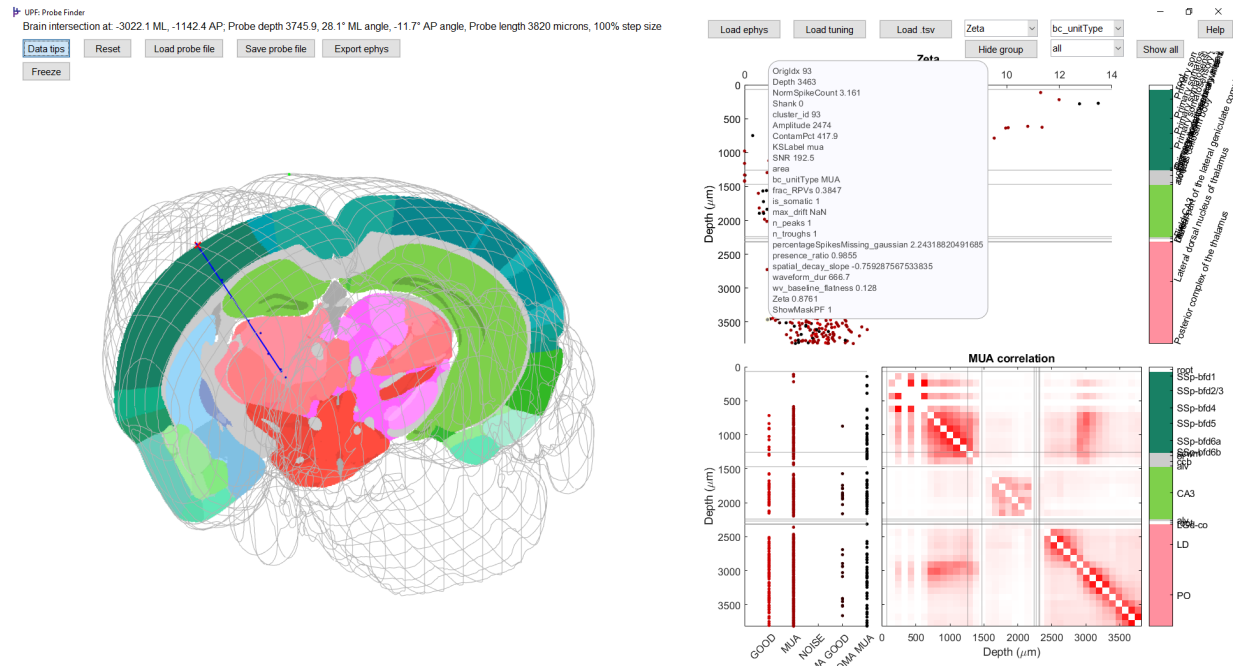 UPF: Probe Finder
Brain intersection at: -3022.1 ML, -1142.4 AP; Probe depth 3745.9, 28.1° ML angle, -11.7° AP angle, Probe length 3820 microns, 100% step size
Data tips
Reset
Load probe file
Save probe file
Export ephys
Freeze
Load ephys
Load tuning
Load .tsv
Zeta
bc_unitType
Help
Hide group
all
Show all
Zeta
0
10
12
14
OrigIdx 93
Depth 3463
NormSpikeCount 3.161
Shank 0
cluster_id 93
Amplitude 2474
ContamPct 417.9
KSLabel mua
SNR 192.5
area
bc_unitType MUA
frac_RPVs 0.3847
is_somatic 1
max_drift NaN
n_peaks 1
n_troughs 1
percentageSpikesMissing_gaussian 2.24318820491685
presence_ratio 0.9855
spatial_decay_slope -0.759287567533835
waveform_dur 666.7
wv_baseline_flatness 0.128
Zeta 0.8761
ShowMaskPF 1
0
500
1000
1500
2000
2500
3000
3500
Depth (μm)
Lateral dorsal nucleus of thalamus
Posterior complex of the thalamus
MUA correlation
0
500
1000
1500
2000
2500
3000
3500
Depth (μm)
GOOD
MUA
NOISE
MA GOOD
OMA MUA
0
500
1000
1500
2000
2500
3000
3500
Depth (μm)
root
SSp-bfd1
SSp-bfd2/3
SSp-bfd4
SSp-bfd5
SSp-bfd6a
SSp-bfd6b
alv
CA3
LD
PO